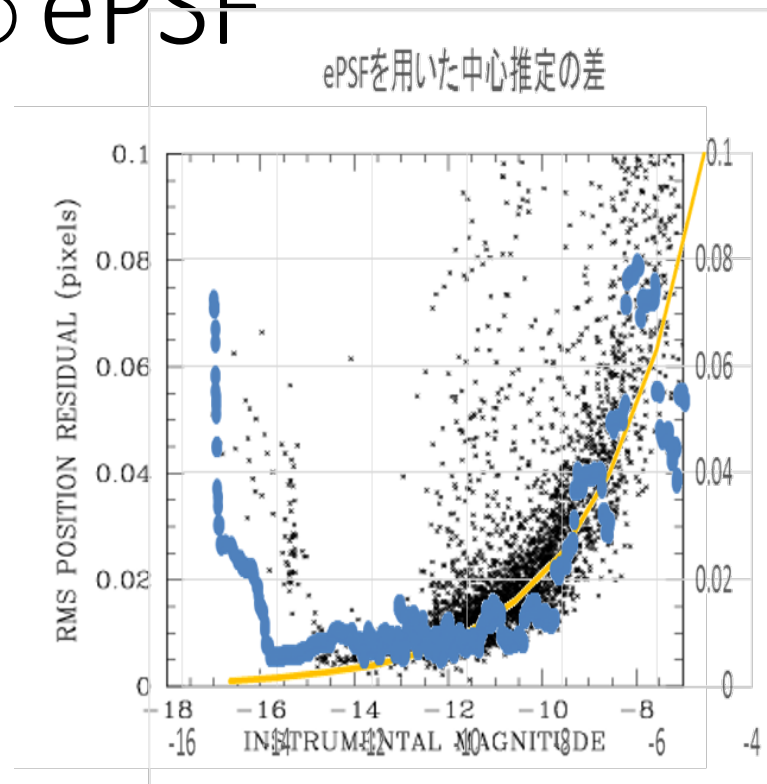 ePSF
ePSFを用いた中心推定の差
0.1
0.08
0.06
0.04
0.02
0
RMS POSITION RESIDUAL (pixels)
0.1
0.08
0.06
0.04
0.02
0
-18 -16 -14 -12 -10 -8
-16 -14 -12 -10 -8 -6 -4
INSTRUMENTAL MAGNITUDE